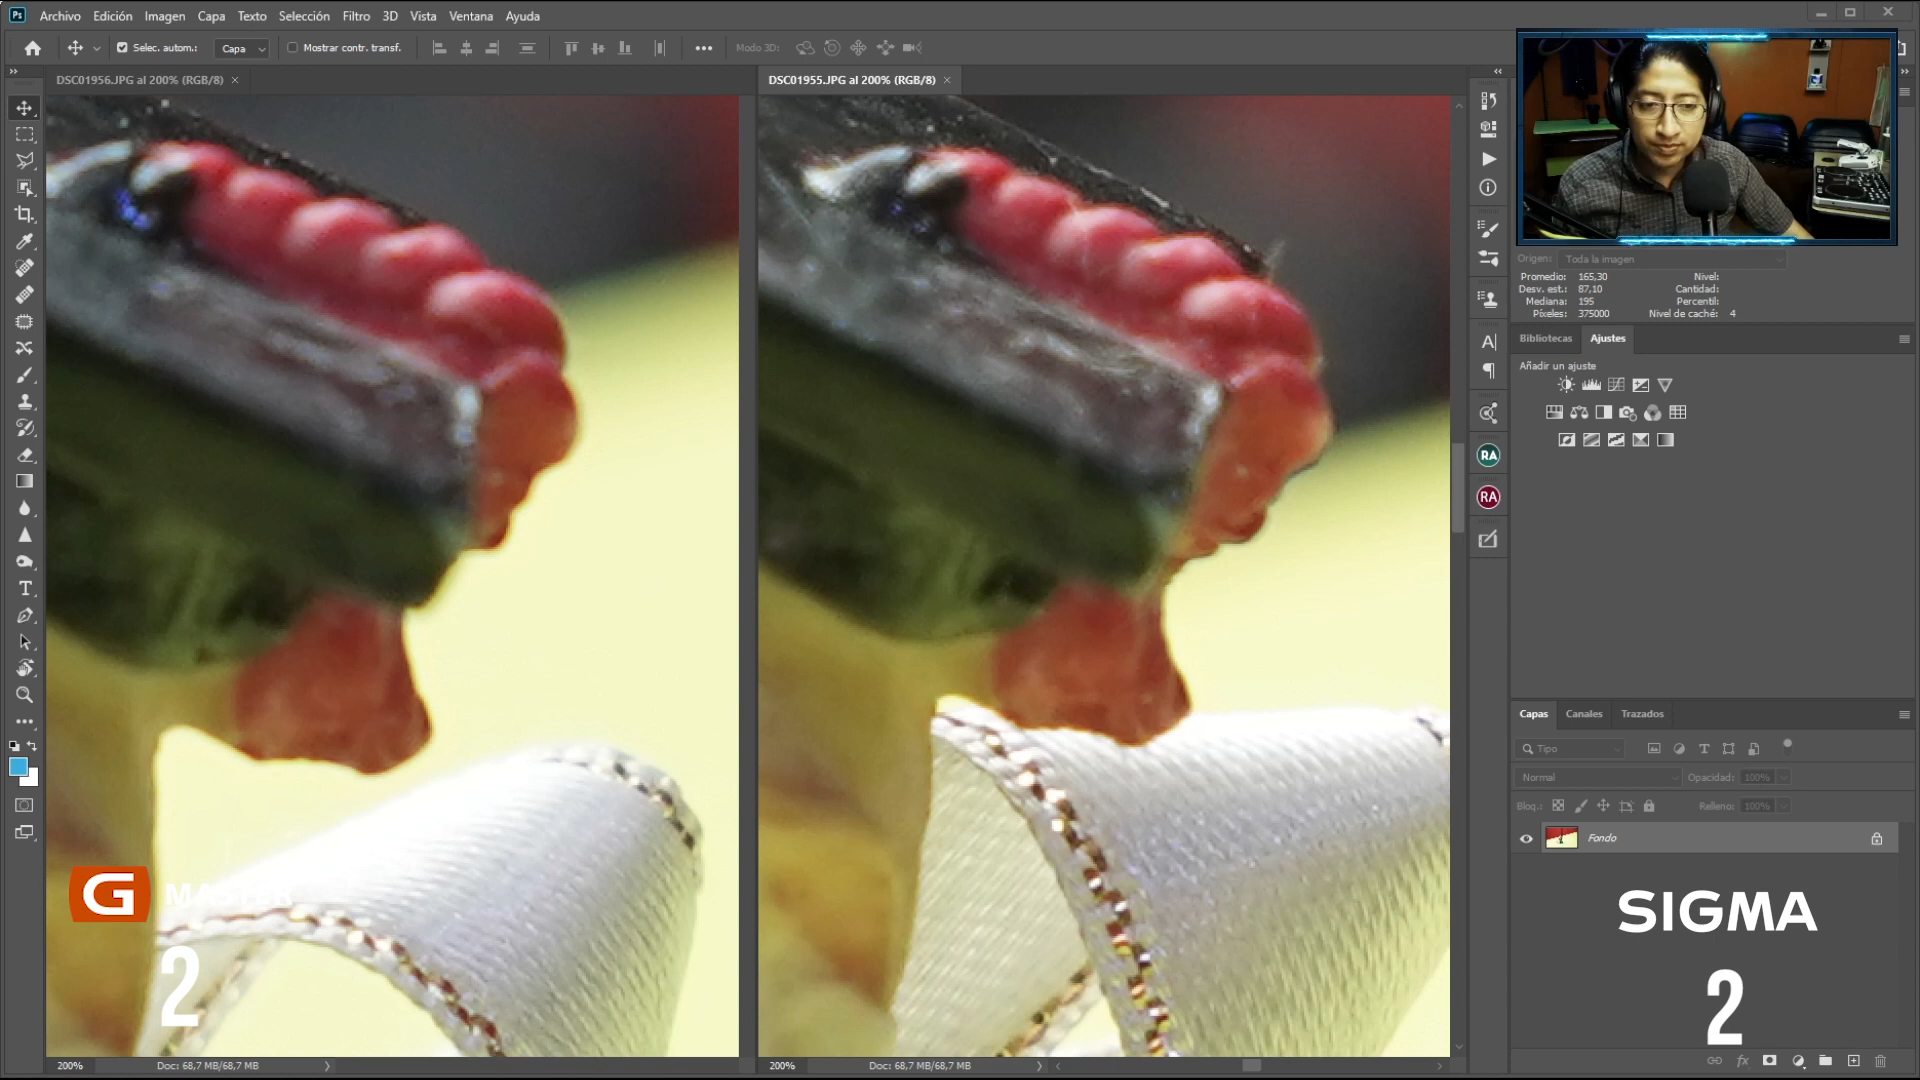 Ps Archivo Edición Imagen Capa Texto Selección Filtro 3D Vista Ventana Ayuda
Selec. autom.: Capa Mostrar contr. transf. Modo 3D:
DSC01956.JPG al 200% (RGB/8)
DSC01955.JPG al 200% (RGB/8)
Origen: Toda la imagen
Promedio: 165,30 Nivel:
Desv. est.: 87,10 Cantidad:
Mediana: 195 Percentil:
Píxeles: 375000 Nivel de caché: 4
Bibliotecas Ajustes
Añadir un ajuste
RA
RA
Capas Canales Trazados
Tipo
Normal Opacidad: 100%
Bloq.: Relleno: 100%
Fondo
G MASTER
2
SIGMA
2
200% Doc: 68,7 MB/68,7 MB
200% Doc: 68,7 MB/68,7 MB